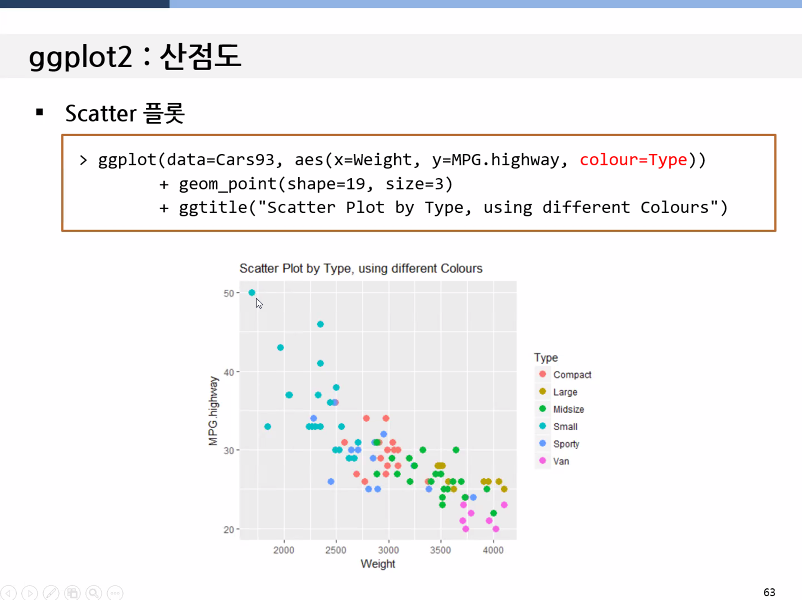 ggplot2 : 산점도
▪ Scatter 플롯
> ggplot(data=Cars93, aes(x=Weight, y=MPG.highway, colour=Type))
+ geom_point(shape=19, size=3)
+ ggtitle("Scatter Plot by Type, using different Colours")
Scatter Plot by Type, using different Colours
50
40
30
20
MPG.highway
2000 2500 3000 3500 4000
Weight
Type
Compact
Large
Midsize
Small
Sporty
Van
63